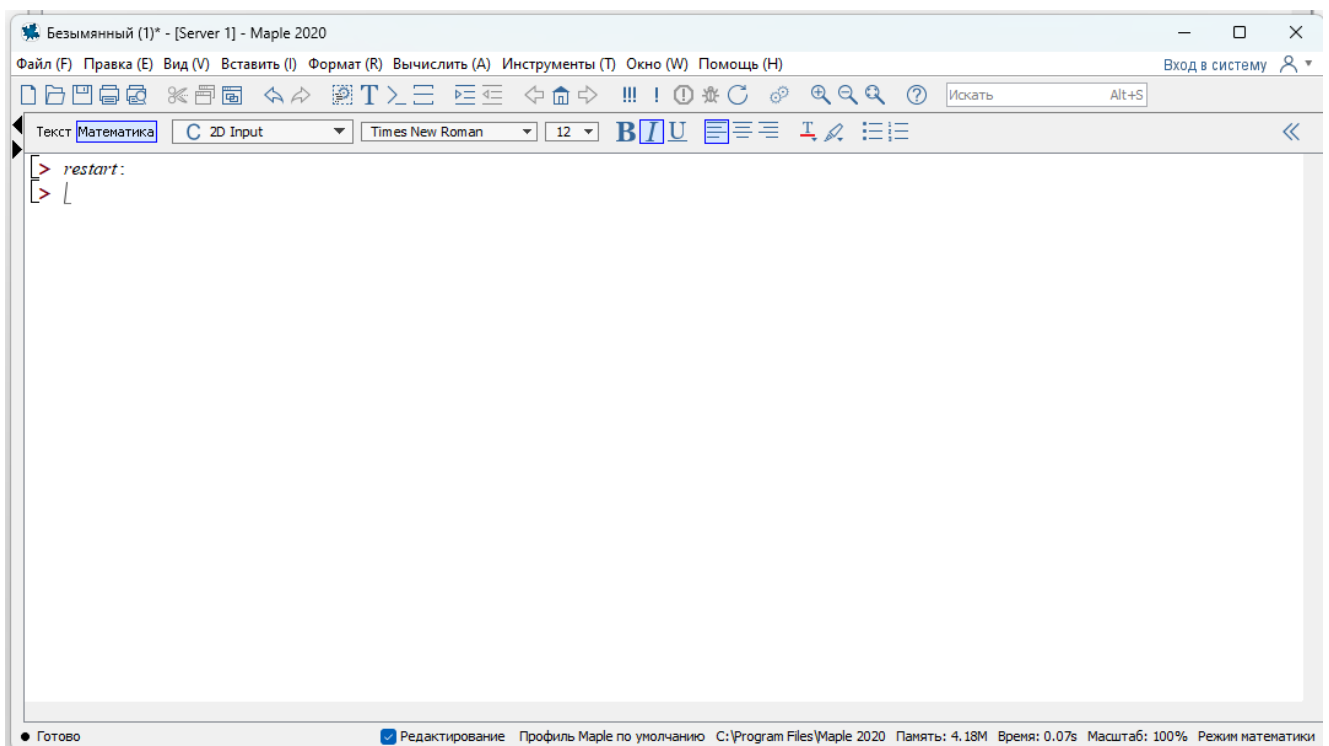 Безымянный (1)* - [Server 1] - Maple 2020
Файл (F) Правка (E) Вид (V) Вставить (I) Формат (R) Вычислить (A) Инструменты (T) Окно (W) Помощь (H) Вход в систему
Искать Alt+S
Текст Математика C 2D Input Times New Roman 12 B I U
> restart:
>
Готово Редактирование Профиль Maple по умолчанию C:\Program Files\Maple 2020 Память: 4.18M Время: 0.07s Масштаб: 100% Режим математики